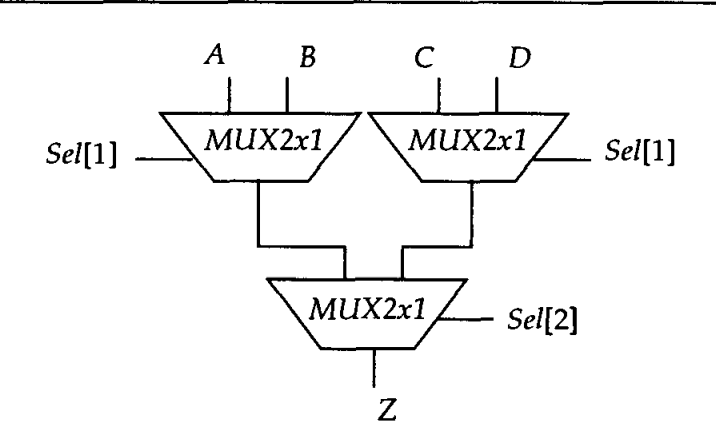 A B C D
Sel[1] MUX2x1 MUX2x1 Sel[1]
MUX2x1 Sel[2]
Z